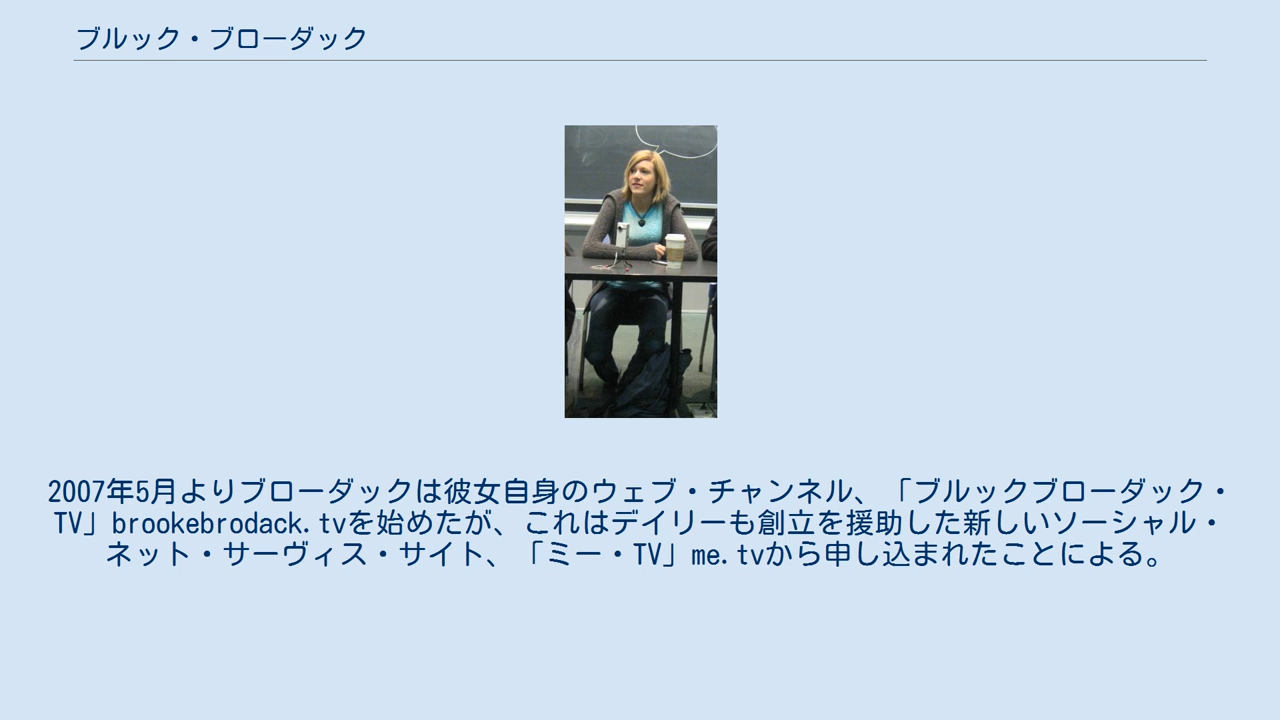 ブルック・ブローダック
2007年5月よりブローダックは彼女自身のウェブ・チャンネル、「ブルックブローダック・
TV」brookebrodack.tvを始めたが、これはデイリーも創立を援助した新しいソーシャル・
ネット・サーヴィス・サイト、「ミー・TV」me.tvから申し込まれたことによる。